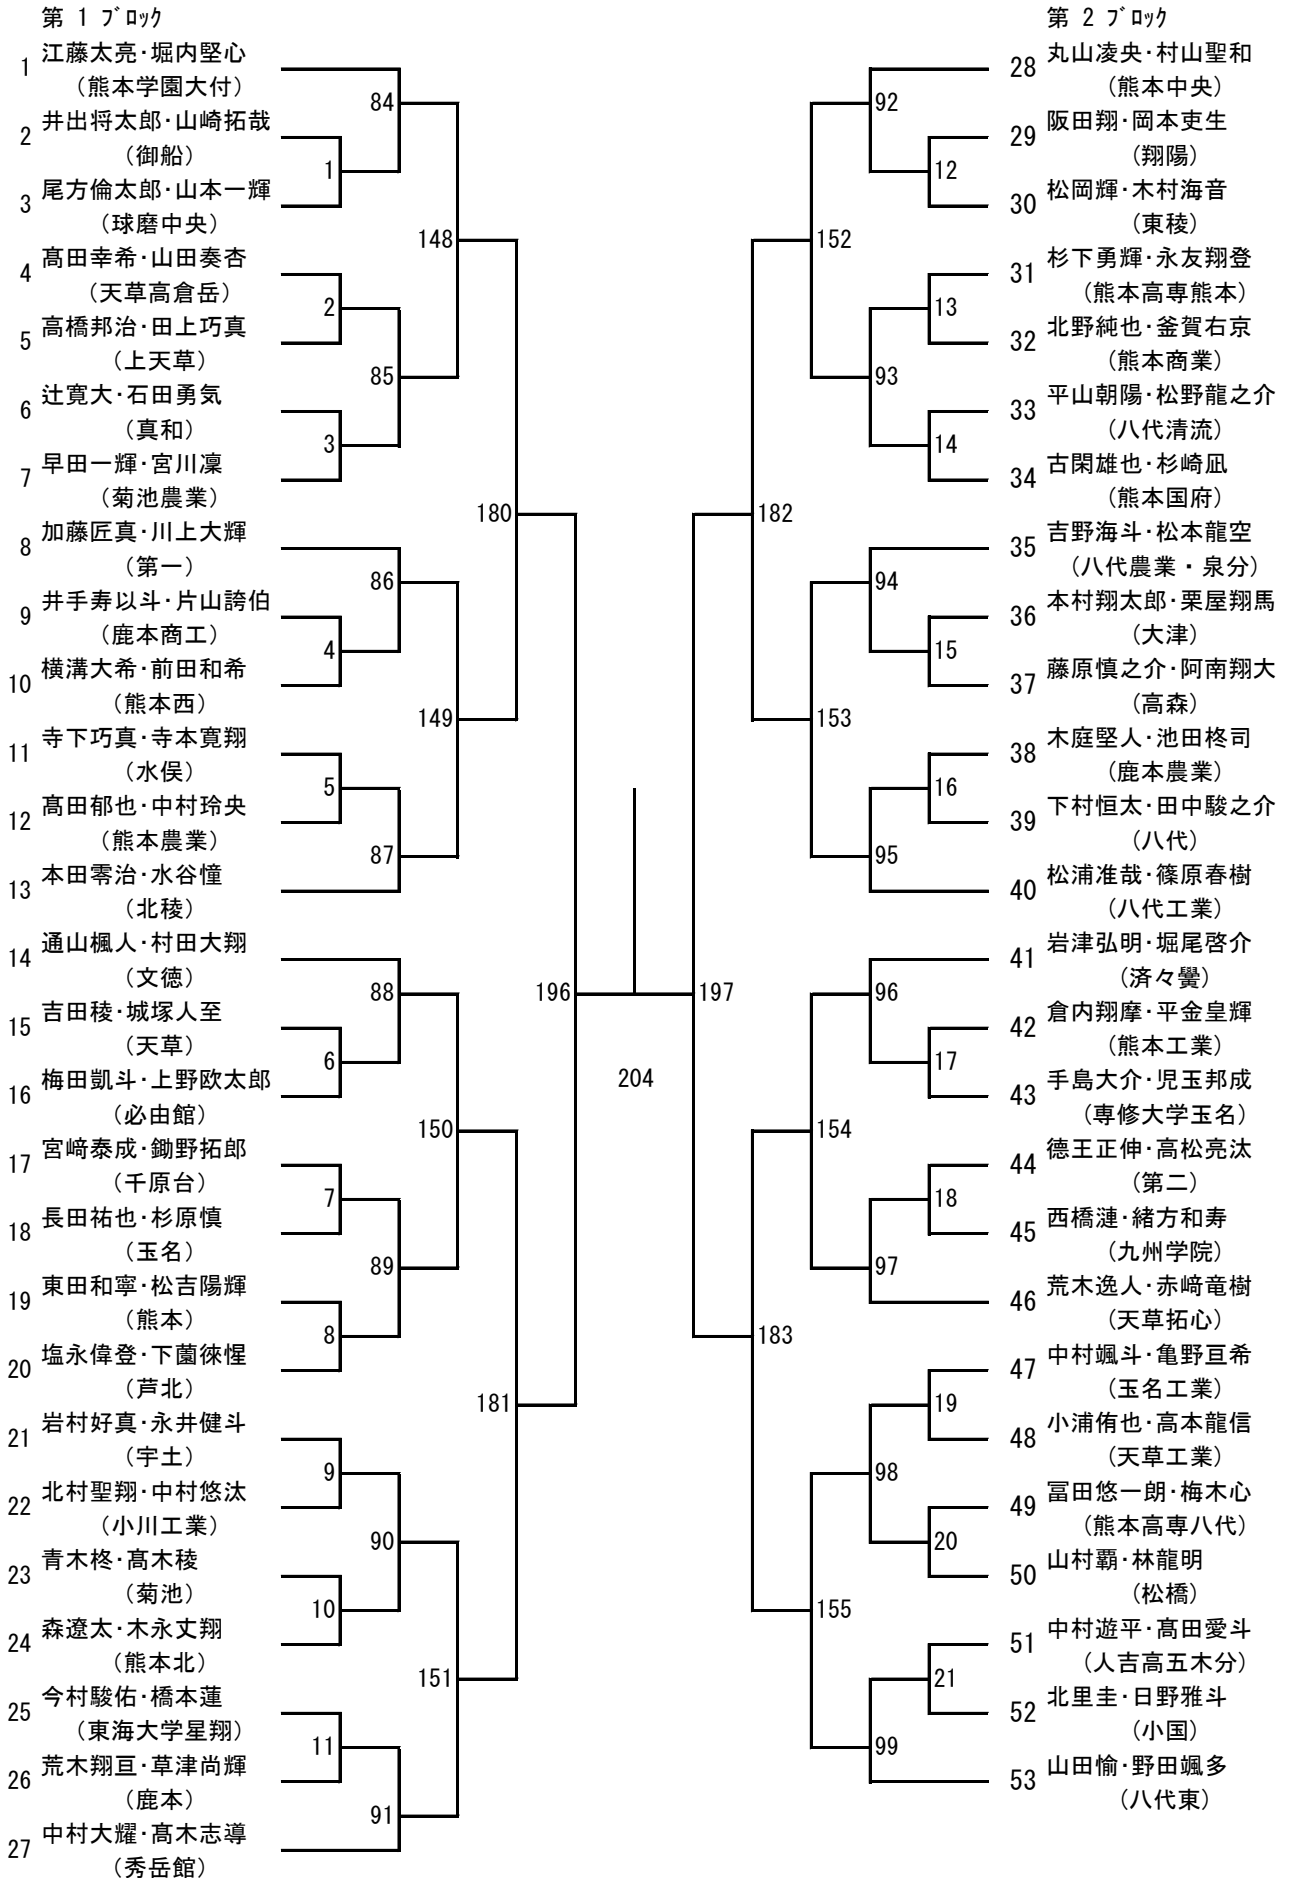 第 1 ブロック
1 江藤太亮・堀内堅心
(熊本学園大付)
2 井出将太郎・山崎拓哉
(御船)
3 尾方倫太郎・山本一輝
(球磨中央)
4 髙田幸希・山田奏杏
(天草高倉岳)
5 高橋邦治・田上巧真
(上天草)
6 辻寛大・石田勇気
(真和)
7 早田一輝・宮川凜
(菊池農業)
8 加藤匠真・川上大輝
(第一)
9 井手寿以斗・片山誇伯
(鹿本商工)
10 横溝大希・前田和希
(熊本西)
11 寺下巧真・寺本寛翔
(水俣)
12 髙田郁也・中村玲央
(熊本農業)
13 本田零治・水谷憧
(北稜)
14 通山楓人・村田大翔
(文徳)
15 吉田稜・城塚人至
(天草)
16 梅田凱斗・上野欧太郎
(必由館)
17 宮﨑泰成・鋤野拓郎
(千原台)
18 長田祐也・杉原慎
(玉名)
19 東田和寧・松吉陽輝
(熊本)
20 塩永偉登・下薗徠惺
(芦北)
21 岩村好真・永井健斗
(宇土)
22 北村聖翔・中村悠汰
(小川工業)
23 青木柊・髙木稜
(菊池)
24 森遼太・木永丈翔
(熊本北)
25 今村駿佑・橋本蓮
(東海大学星翔)
26 荒木翔亘・草津尚輝
(鹿本)
27 中村大耀・髙木志導
(秀岳館)
84
1
148
2
85
3
180
86
4
149
5
87
88
6
196
150
7
89
8
181
9
90
10
151
11
91
204
197
92
12
152
13
93
14
182
94
15
153
16
95
96
17
154
18
97
183
19
98
20
155
21
99
第 2 ブロック
28 丸山凌央・村山聖和
(熊本中央)
29 阪田翔・岡本吏生
(翔陽)
30 松岡輝・木村海音
(東稜)
31 杉下勇輝・永友翔登
(熊本高専熊本)
32 北野純也・釜賀右京
(熊本商業)
33 平山朝陽・松野龍之介
(八代清流)
34 古閑雄也・杉崎凪
(熊本国府)
35 吉野海斗・松本龍空
(八代農業・泉分)
36 本村翔太郎・栗屋翔馬
(大津)
37 藤原慎之介・阿南翔大
(高森)
38 木庭堅人・池田柊司
(鹿本農業)
39 下村恒太・田中駿之介
(八代)
40 松浦准哉・篠原春樹
(八代工業)
41 岩津弘明・堀尾啓介
(済々黌)
42 倉内翔摩・平金皇輝
(熊本工業)
43 手島大介・児玉邦成
(専修大学玉名)
44 德王正伸・高松亮汰
(第二)
45 西橋漣・緒方和寿
(九州学院)
46 荒木逸人・赤﨑竜樹
(天草拓心)
47 中村颯斗・亀野亘希
(玉名工業)
48 小浦侑也・高本龍信
(天草工業)
49 冨田悠一朗・梅木心
(熊本高専八代)
50 山村覇・林龍明
(松橋)
51 中村遊平・髙田愛斗
(人吉高五木分)
52 北里圭・日野雅斗
(小国)
53 山田愉・野田颯多
(八代東)